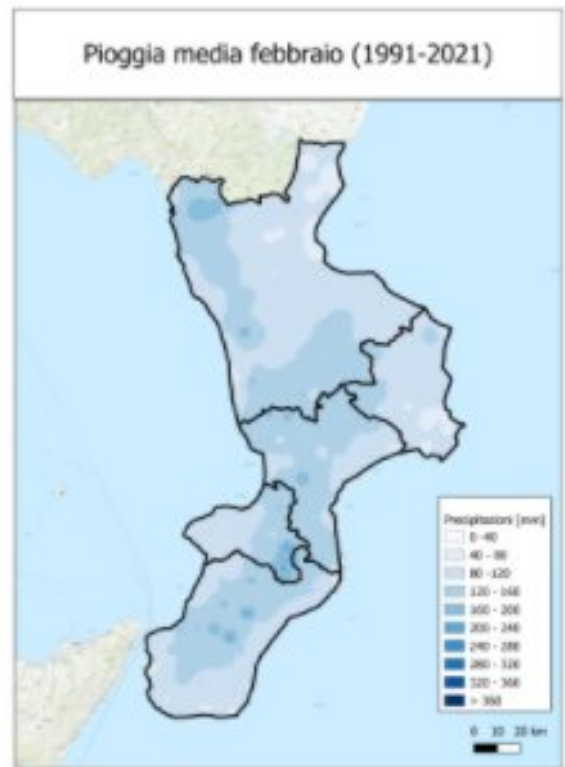 Pioggia media febbraio (1991-2021)
Precipitazioni [mm]
0 -40
40 - 80
80 -120
120 - 160
160 - 200
200 - 240
240 - 280
280 - 320
320 - 360
> 360
0 10 20 km